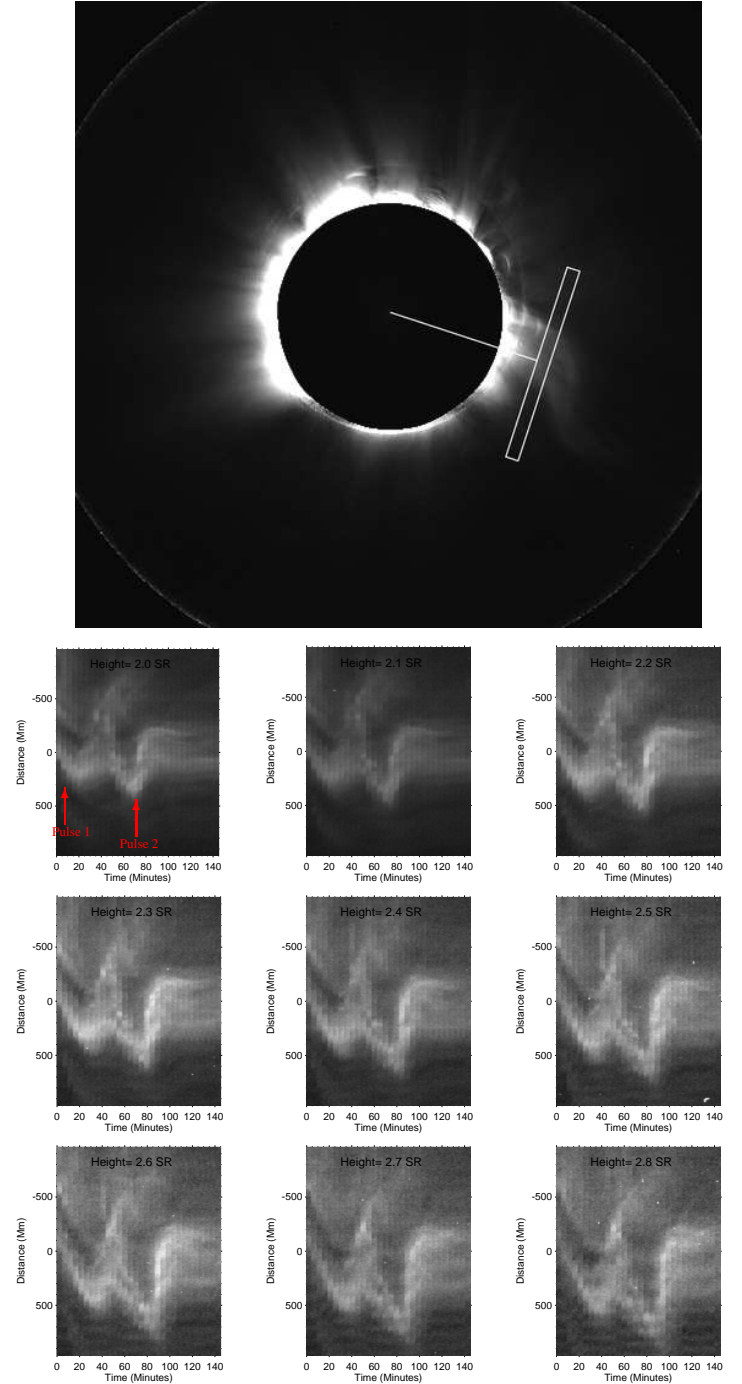 Height= 2.0 SR
Height= 2.1 SR
Height= 2.2 SR
-500
0
500
Distance (Mm)
Pulse 1
Pulse 2
-500
0
500
Distance (Mm)
-500
0
500
Distance (Mm)
0 20 40 60 80 100 120 140
0 20 40 60 80 100 120 140
0 20 40 60 80 100 120 140
Time (Minutes)
Time (Minutes)
Time (Minutes)
Height= 2.3 SR
Height= 2.4 SR
Height= 2.5 SR
-500
0
500
Distance (Mm)
-500
0
500
Distance (Mm)
-500
0
500
Distance (Mm)
0 20 40 60 80 100 120 140
0 20 40 60 80 100 120 140
0 20 40 60 80 100 120 140
Time (Minutes)
Time (Minutes)
Time (Minutes)
Height= 2.6 SR
Height= 2.7 SR
Height= 2.8 SR
-500
0
500
Distance (Mm)
-500
0
500
Distance (Mm)
-500
0
500
Distance (Mm)
0 20 40 60 80 100 120 140
0 20 40 60 80 100 120 140
0 20 40 60 80 100 120 140
Time (Minutes)
Time (Minutes)
Time (Minutes)